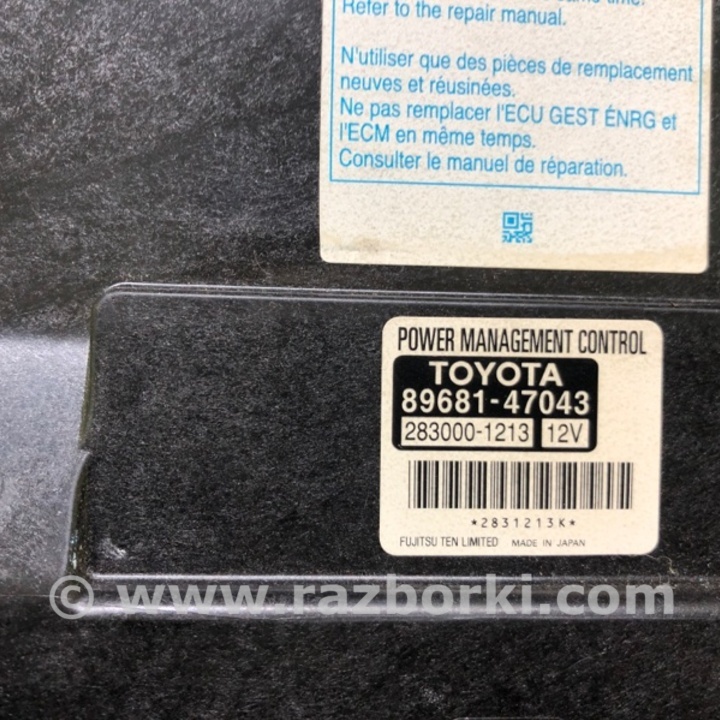 Refer to the repair manual.
N'utiliser que des pièces de remplacement
neuves et réusinées.
Ne pas remplacer l'ECU GEST ÉNRG et
l'ECM en même temps.
Consulter le manuel de réparation.
POWER MANAGEMENT CONTROL
TOYOTA
89681-47043
283000-1213 12V
*2831213K*
FUJITSU TEN LIMITED MADE IN JAPAN
© www.razborki.com